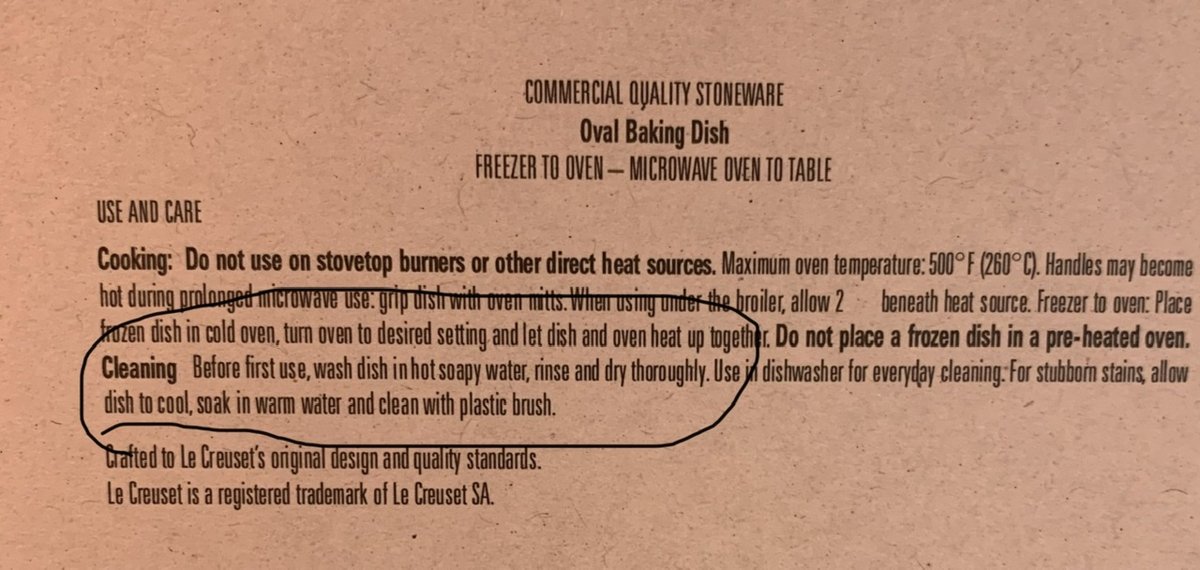 COMMERCIAL QUALITY STONEWARE
Oval Baking Dish
FREEZER TO OVEN — MICROWAVE OVEN TO TABLE
USE AND CARE
Cooking: Do not use on stovetop burners or other direct heat sources. Maximum oven temperature: 500° F (260° C). Handles may become
hot during prolonged microwave use: grip dish with oven mitts. When using under the broiler, allow 2 beneath heat source. Freezer to oven: Place
frozen dish in cold oven, turn oven to desired setting and let dish and oven heat up together. Do not place a frozen dish in a pre-heated oven.
Cleaning Before first use, wash dish in hot soapy water, rinse and dry thoroughly. Use in dishwasher for everyday cleaning. For stubborn stains, allow
dish to cool, soak in warm water and clean with plastic brush.
Crafted to Le Creuset's original design and quality standards.
Le Creuset is a registered trademark of Le Creuset SA.